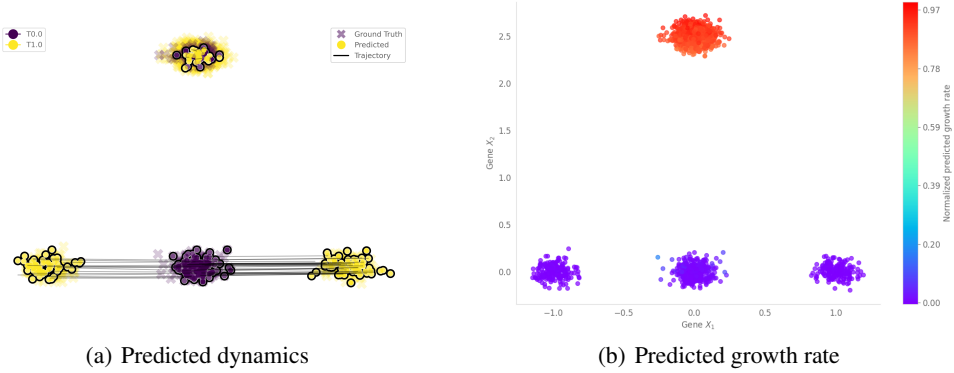 T0.0
T1.0
Ground Truth
Predicted
Trajectory
(a) Predicted dynamics
2.5
2.0
1.5
1.0
0.5
0.0
Gene X₂
−1.0
−0.5
0.0
0.5
1.0
Gene X₁
0.97
0.78
0.59
0.39
0.20
0.00
Normalized predicted growth rate
(b) Predicted growth rate